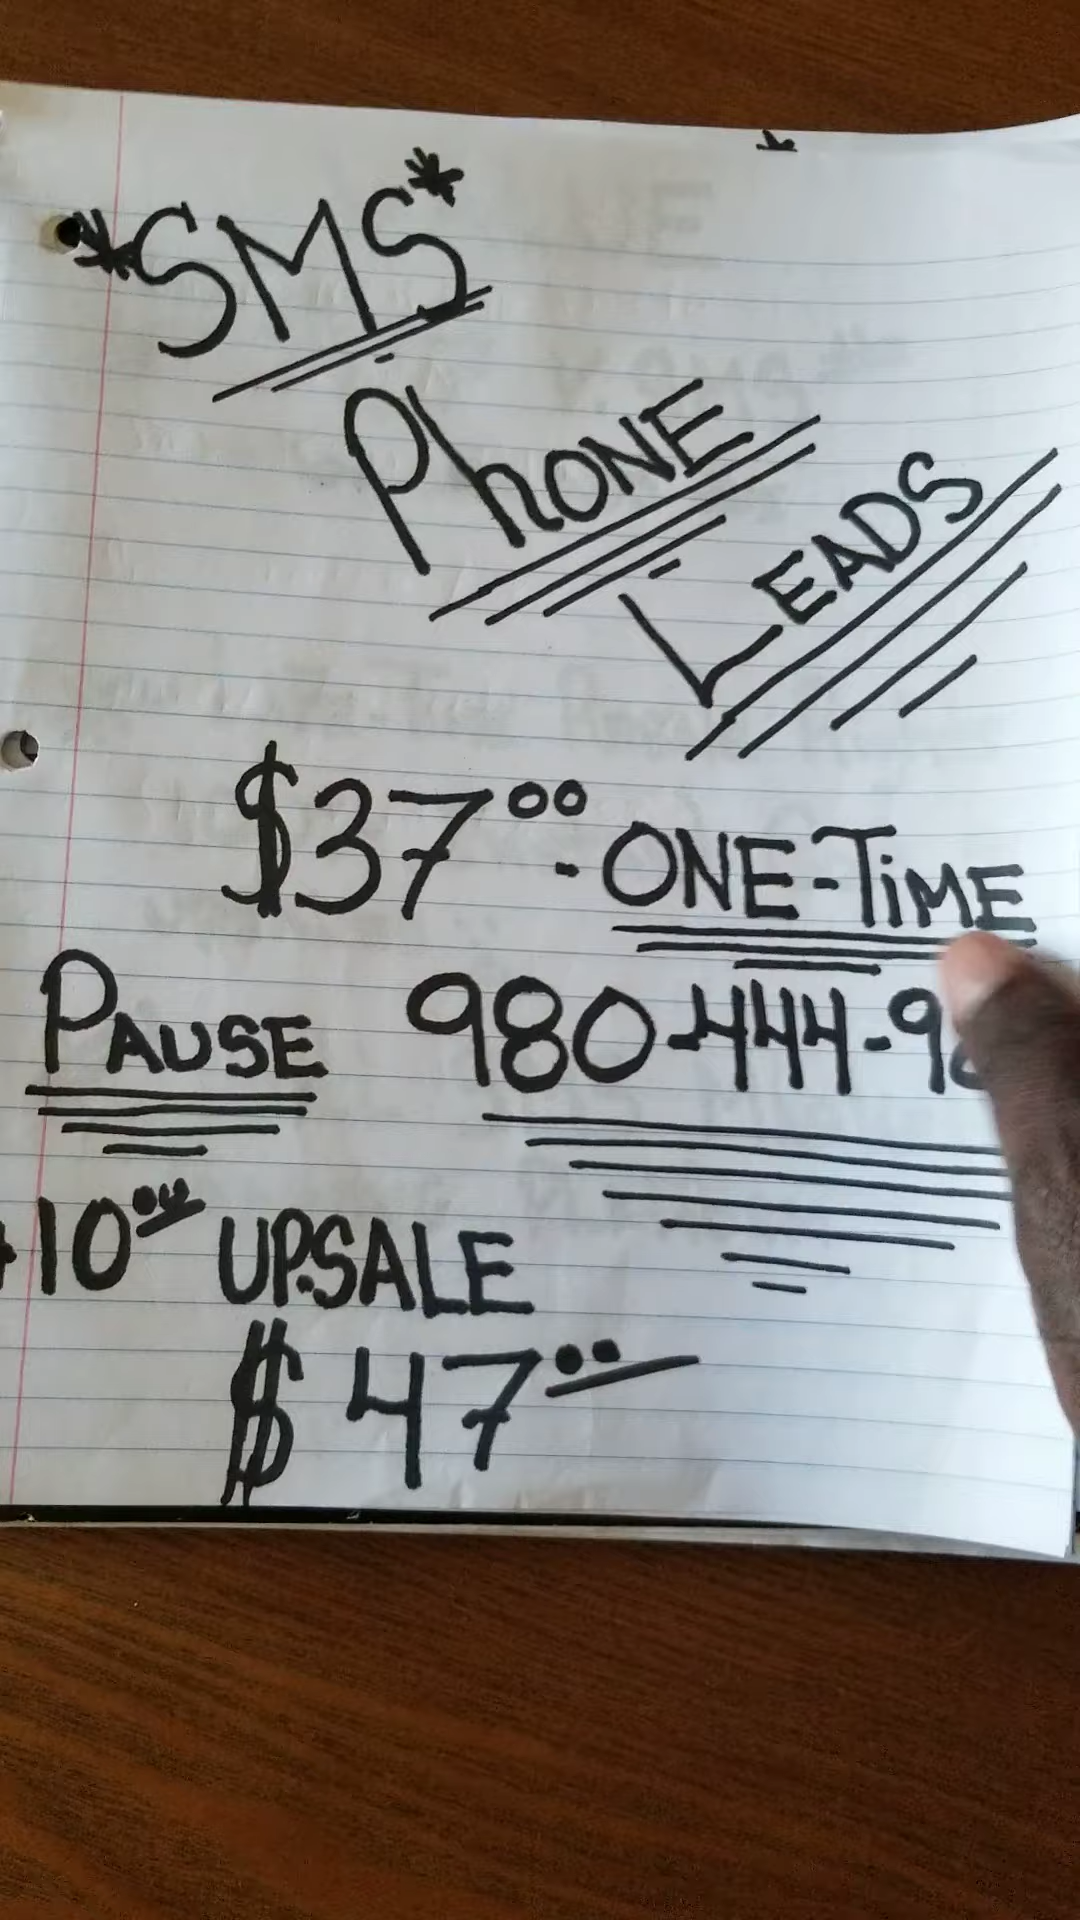 *SMS*
PhONE
LEADS
$37.00 - ONE-TiME
PAUSE 980-444-9
10.00 UPSALE
$47.00